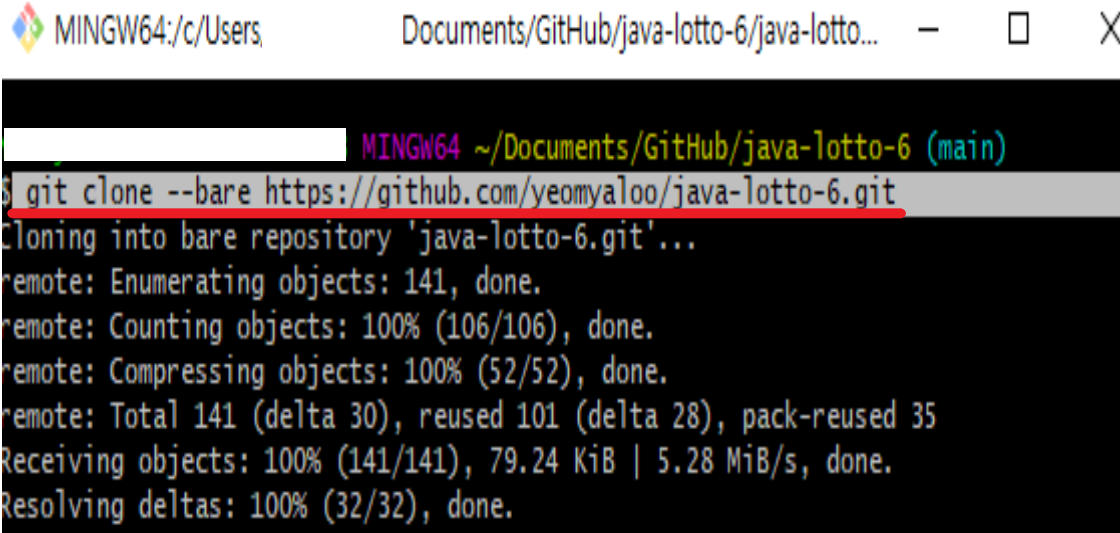 MINGW64:/c/Users, Documents/GitHub/java-lotto-6/java-lotto...
MINGW64 ~/Documents/GitHub/java-lotto-6 (main)
$ git clone --bare https://github.com/yeomyaloo/java-lotto-6.git
Cloning into bare repository 'java-lotto-6.git'...
remote: Enumerating objects: 141, done.
remote: Counting objects: 100% (106/106), done.
remote: Compressing objects: 100% (52/52), done.
remote: Total 141 (delta 30), reused 101 (delta 28), pack-reused 35
Receiving objects: 100% (141/141), 79.24 KiB | 5.28 MiB/s, done.
Resolving deltas: 100% (32/32), done.